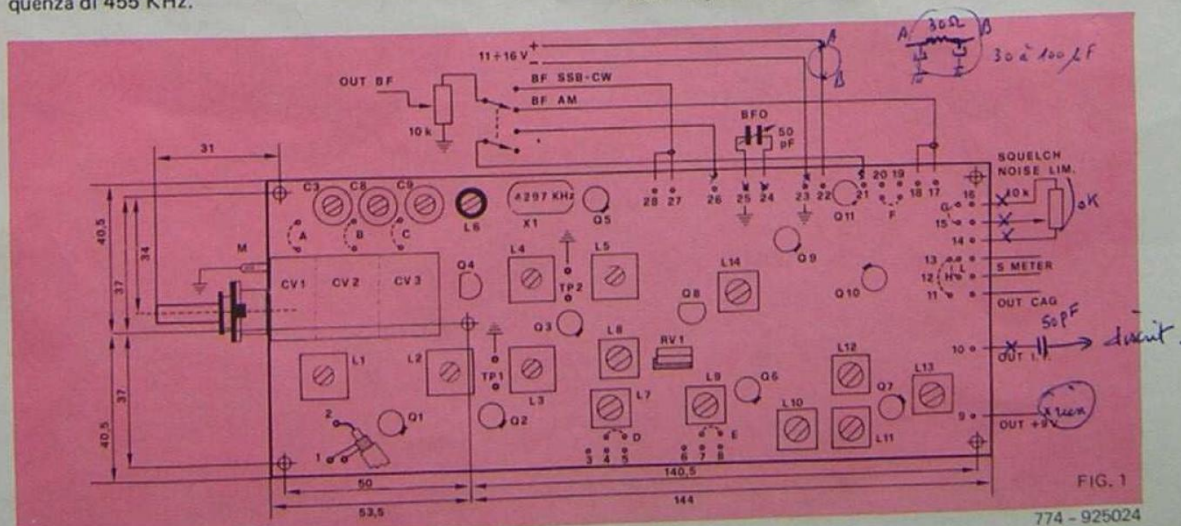 quenza di 455 KHz.
A 30Ω B
30 à 100 µF
A
B
11÷16 V + −
OUT BF
BF SSB-CW
BF AM
10 k
BFO
50 pF
31
40,5
37
34
40,5
37
M
C3 C8 C9
A B C
L6
4297 KHz
X1
Q5
28 27 26 25 24 23 22 21 20 19 18 17
F
Q11
SQUELCH
NOISE LIM.
16
G
15
14
10 k
13
12
11
H L
S METER
OUT CAG
50 pF
10
OUT I.F.
9
OUT +9V
CV1 CV2 CV3
Q4
L4
TP2
L5
L14
Q9
Q10
Q8
Q3
L8
RV1
L1
L2
TP1
L3
L7
L9
Q6
L12
Q7
L13
L10
L11
2
1
Q1
Q2
D
3 4 5
E
6 7 8
50
53,5
140,5
144
FIG. 1
774 - 925024